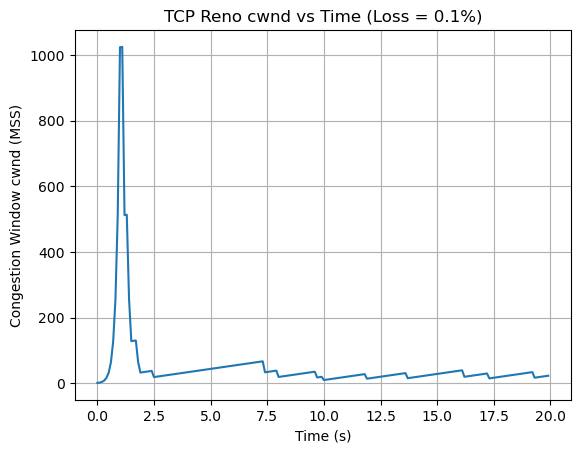 TCP Reno cwnd vs Time (Loss = 0.1%)
Congestion Window cwnd (MSS)
1000
800
600
400
200
0
0.0 2.5 5.0 7.5 10.0 12.5 15.0 17.5 20.0
Time (s)